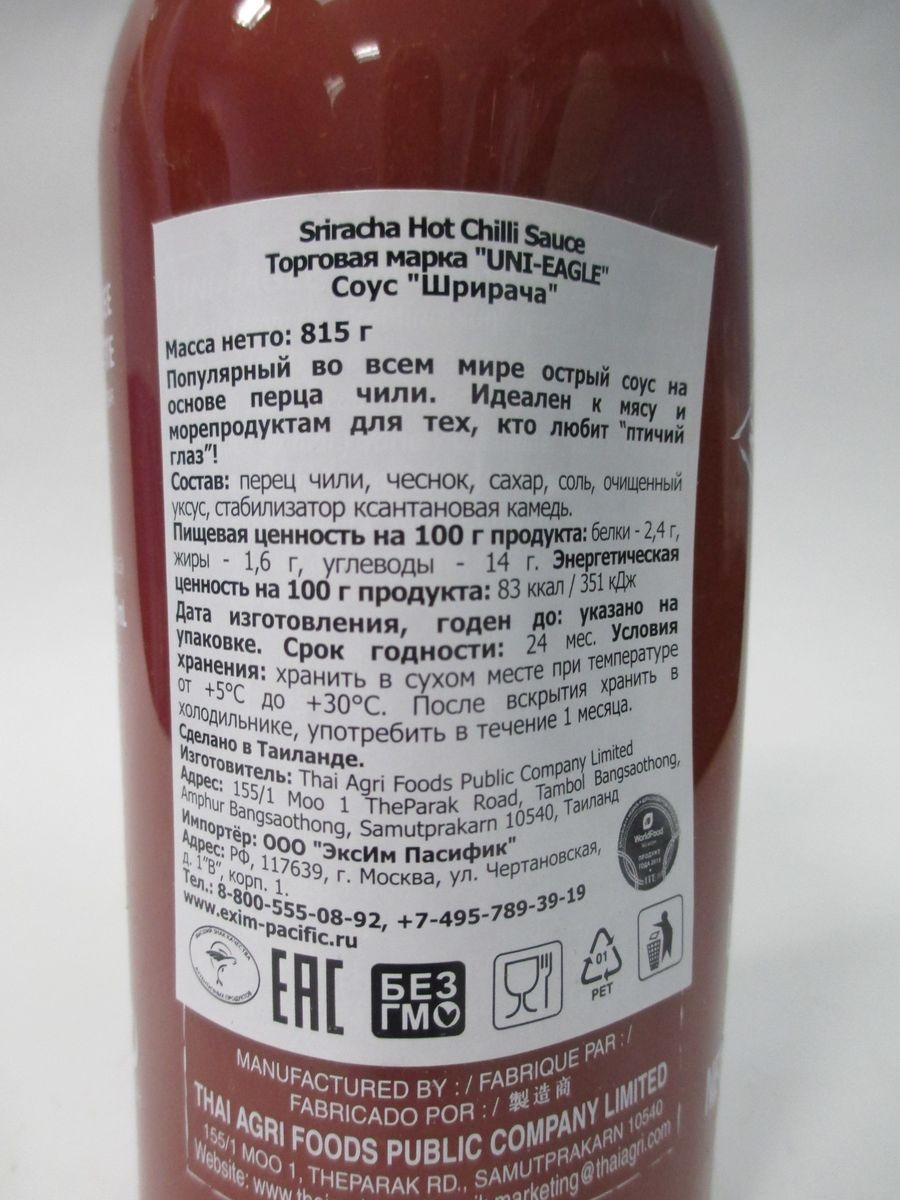 Sriracha Hot Chilli Sauce
Торговая марка "UNI-EAGLE"
Соус "Шрирача"
Масса нетто: 815 г
Популярный во всем мире острый соус на
основе перца чили. Идеален к мясу и
морепродуктам для тех, кто любит "птичий
глаз"!
Состав: перец чили, чеснок, сахар, соль, очищенный
уксус, стабилизатор ксантановая камедь.
Пищевая ценность на 100 г продукта: белки - 2,4 г,
жиры - 1,6 г, углеводы - 14 г. Энергетическая
ценность на 100 г продукта: 83 ккал / 351 кДж
Дата изготовления, годен до: указано на
упаковке. Срок годности: 24 мес. Условия
хранения: хранить в сухом месте при температуре
от +5°C до +30°C. После вскрытия хранить в
холодильнике, употребить в течение 1 месяца.
Сделано в Таиланде.
Изготовитель: Thai Agri Foods Public Company Limited
Адрес: 155/1 Moo 1 TheParak Road, Tambol Bangsaothong,
Amphur Bangsaothong, Samutprakarn 10540, Таиланд
Импортёр: ООО "ЭксИм Пасифик"
Адрес: РФ, 117639, г. Москва, ул. Чертановская,
д. 1"В", корп. 1.
Тел.: 8-800-555-08-92, +7-495-789-39-19
www.exim-pacific.ru
WorldFood
ПРОДУКТ
ГОДА
EAC
БЕЗ
ГМО
01
PET
MANUFACTURED BY : / FABRIQUE PAR : /
FABRICADO POR : / 製造商
THAI AGRI FOODS PUBLIC COMPANY LIMITED
155/1 MOO 1, THEPARAK RD., SAMUTPRAKARN 10540
Website: marketing@thaiagri.com